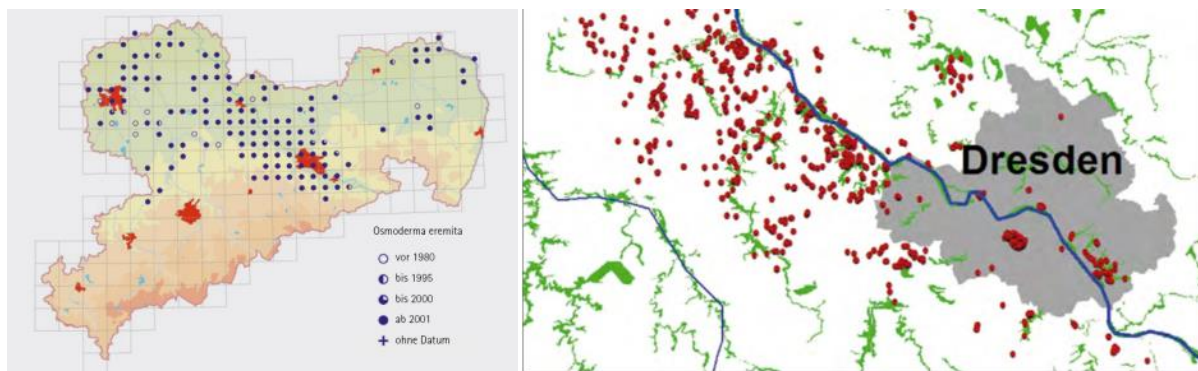 Osmoderma eremita
vor 1980
bis 1995
bis 2000
ab 2001
ohne Datum
Dresden